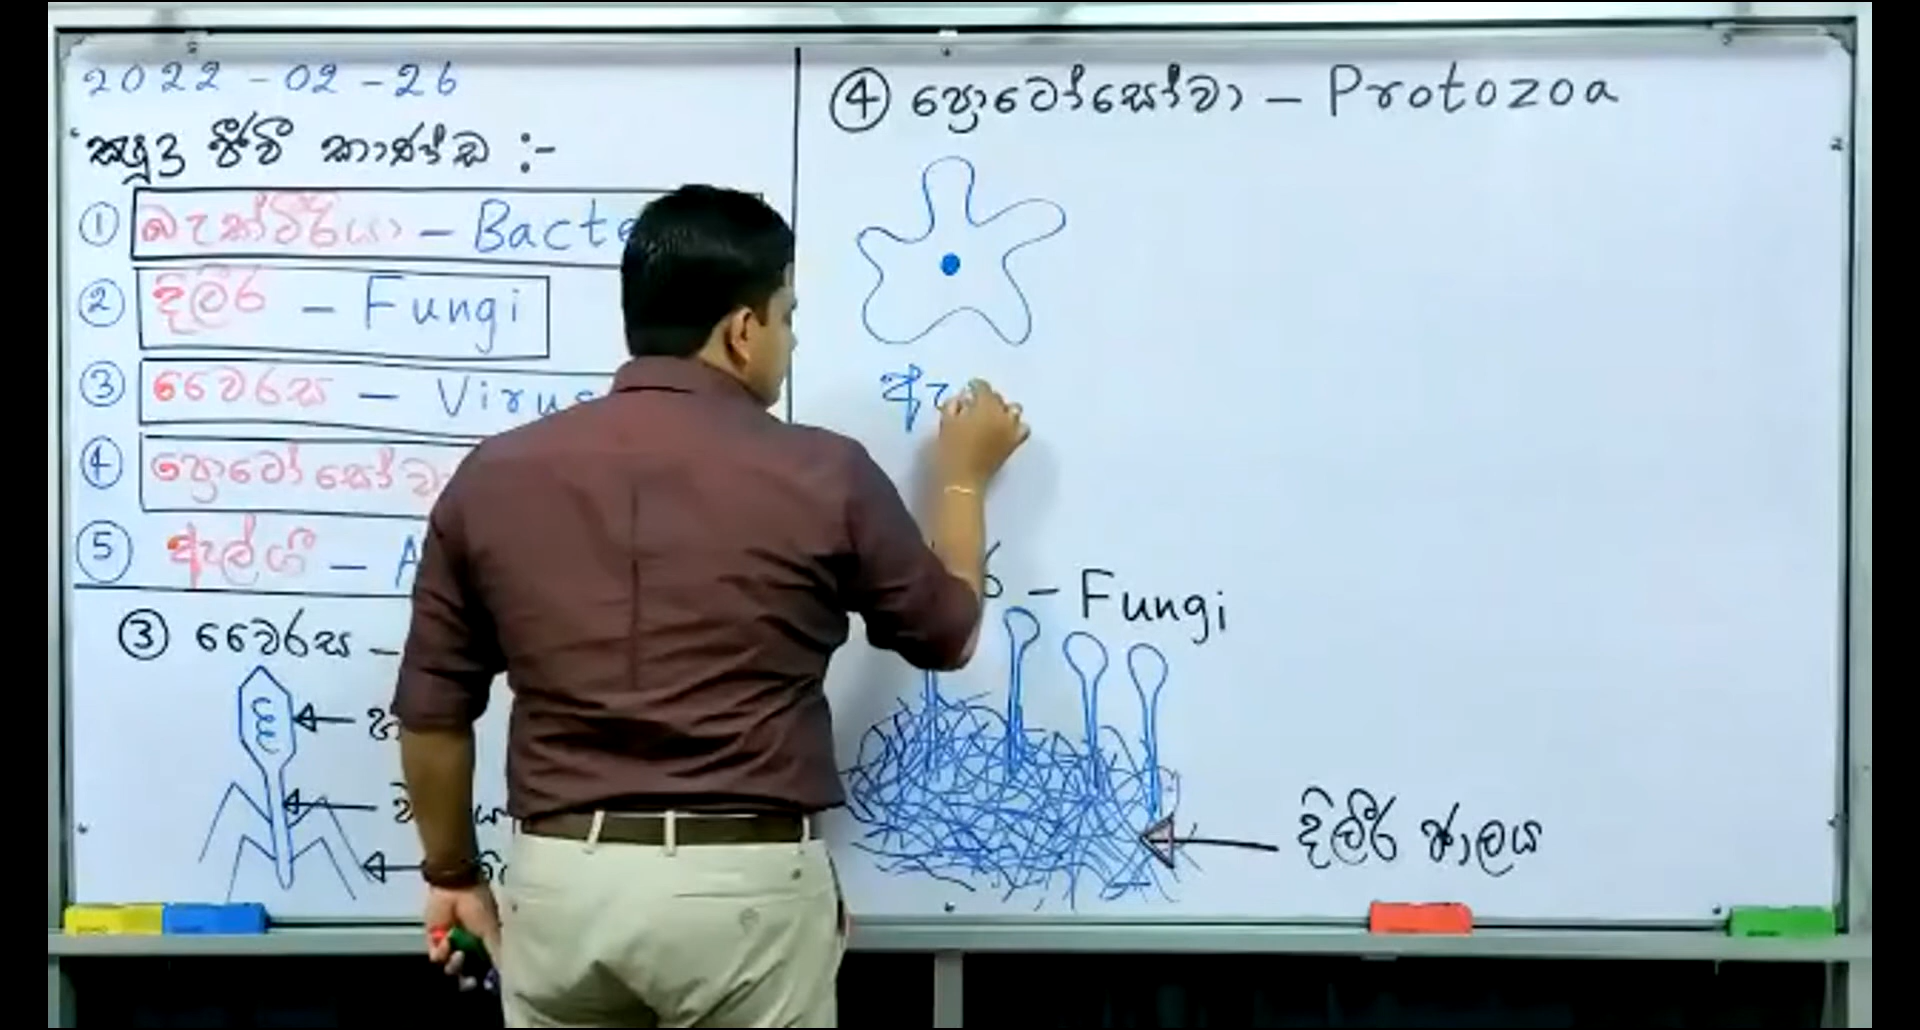 2022 - 02 - 26
ක්ෂුද්‍ර ජීවී කාණ්ඩ :-
① බැක්ටීරියා - Bacte
② දිලීර - Fungi
③ වෛරස - Virus
④ ප්‍රොටෝසෝවා
⑤ ඇල්ගී - A
③ වෛරස -
④ ප්‍රොටෝසෝවා - Protozoa
ඇ
ර - Fungi
දිලීර ජාලය